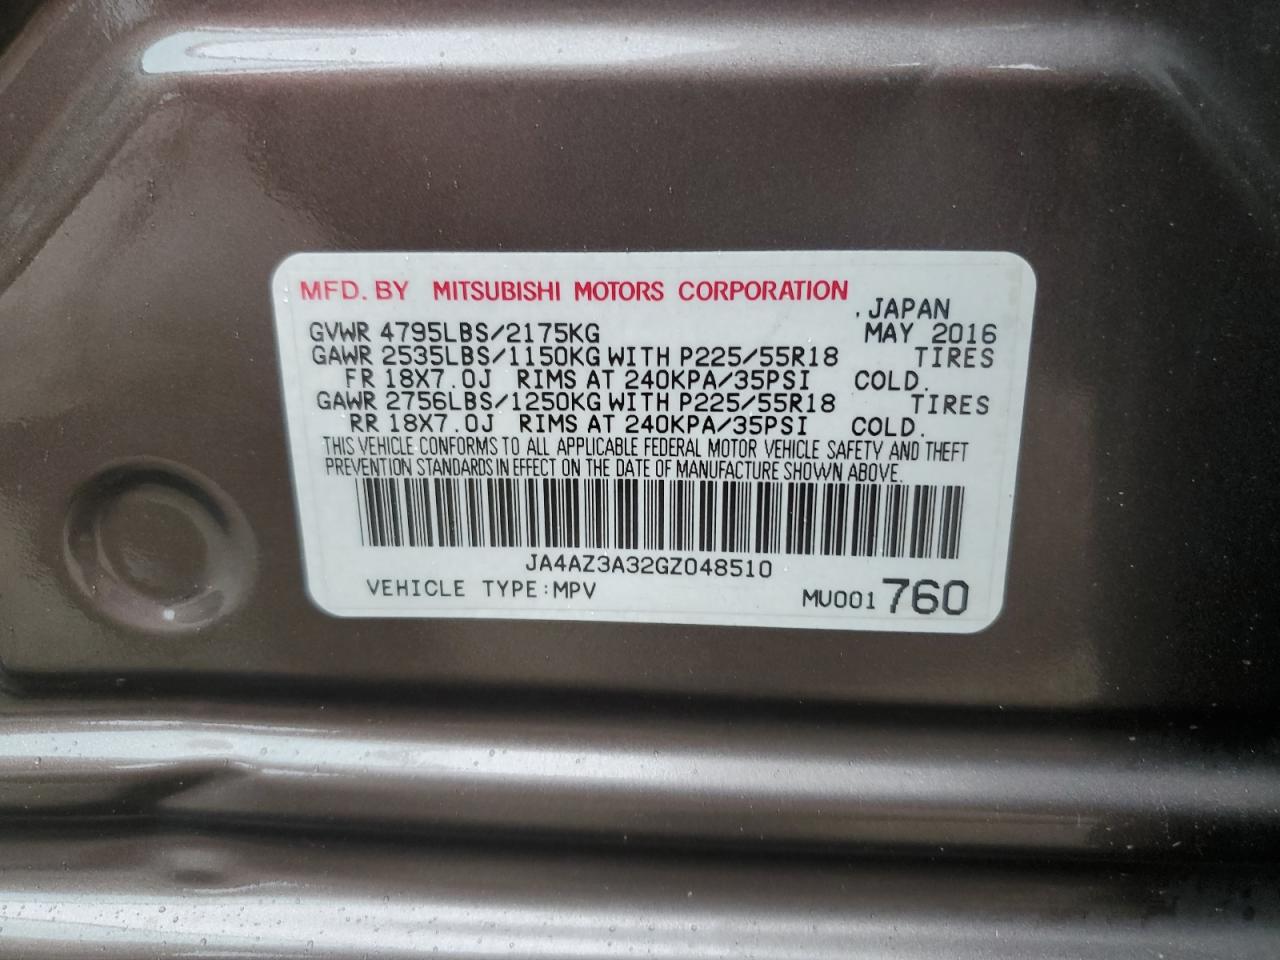 MFD. BY MITSUBISHI MOTORS CORPORATION
, JAPAN
GVWR 4795LBS/2175KG MAY 2016
GAWR 2535LBS/1150KG WITH P225/55R18 TIRES
FR 18X7.0J RIMS AT 240KPA/35PSI COLD.
GAWR 2756LBS/1250KG WITH P225/55R18 TIRES
RR 18X7.0J RIMS AT 240KPA/35PSI COLD.
THIS VEHICLE CONFORMS TO ALL APPLICABLE FEDERAL MOTOR VEHICLE SAFETY AND THEFT
PREVENTION STANDARDS IN EFFECT ON THE DATE OF MANUFACTURE SHOWN ABOVE.
JA4AZ3A32GZ048510
VEHICLE TYPE:MPV MU001 760